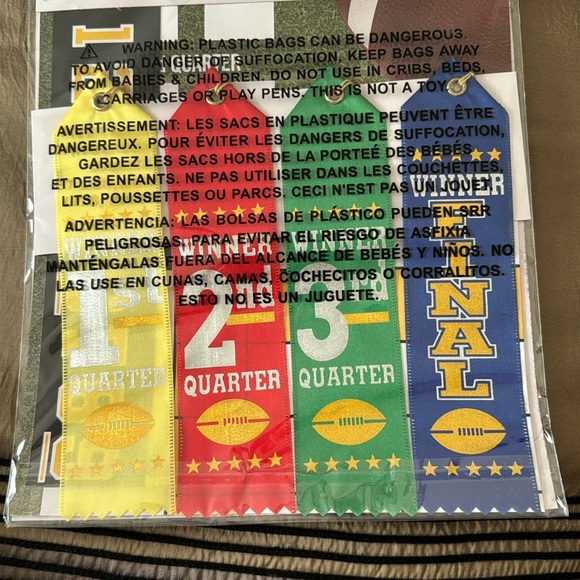 WARNING: PLASTIC BAGS CAN BE DANGEROUS.
TO AVOID DANGER OF SUFFOCATION, KEEP BAGS AWAY
FROM BABIES & CHILDREN. DO NOT USE IN CRIBS, BEDS,
CARRIAGES OR PLAY PENS. THIS IS NOT A TOY.
AVERTISSEMENT: LES SACS EN PLASTIQUE PEUVENT ÊTRE
DANGEREUX. POUR ÉVITER LES DANGERS DE SUFFOCATION,
GARDEZ LES SACS HORS DE LA PORTEÉ DES BÉBÉS
ET DES ENFANTS. NE PAS UTILISER DANS LES COUCHETTES,
LITS, POUSSETTES OU PARCS. CECI N'EST PAS UN JOUET.
ADVERTENCIA: LAS BOLSAS DE PLÁSTICO PUEDEN SRR
PELIGROSAS. PARA EVITAR EL RIESGO DE ASFIXIA
MANTÉNGALAS FUERA DEL ALCANCE DE BEBÉS Y NIÑOS. NO
LAS USE EN CUNAS, CAMAS, COCHECITOS O CORRALITOS.
ESTO NO ES UN JUGUETE.
WINNER
1st
QUARTER
WINNER
2nd
QUARTER
WINNER
3rd
QUARTER
WINNER
FINAL